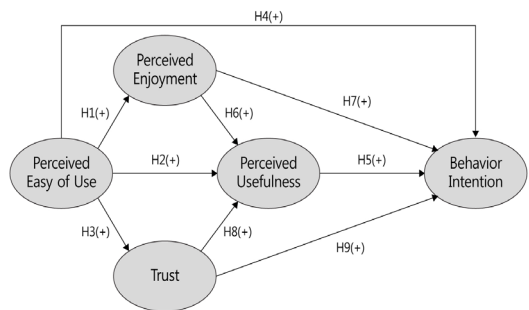 H4(+)
Perceived
Enjoyment
H1(+)
H6(+)
H7(+)
Perceived
Easy of Use
H2(+)
Perceived
Usefulness
H5(+)
Behavior
Intention
H3(+)
H8(+)
H9(+)
Trust